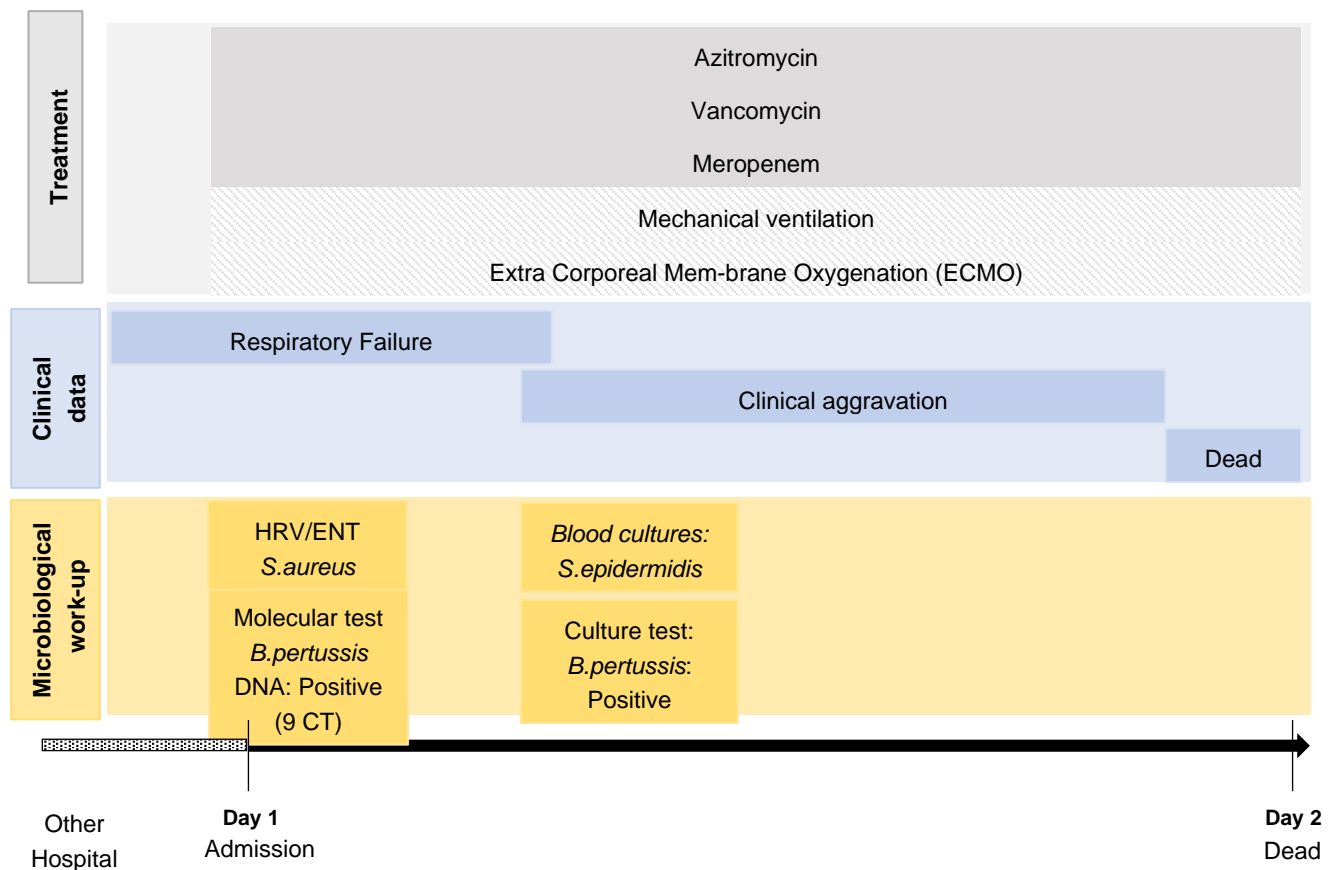 Treatment
Azitromycin
Vancomycin
Meropenem
Mechanical ventilation
Extra Corporeal Mem-brane Oxygenation (ECMO)
Clinical
data
Respiratory Failure
Clinical aggravation
Dead
Microbiological
work-up
HRV/ENT
S.aureus
Molecular test
B.pertussis
DNA: Positive
(9 CT)
Blood cultures:
S.epidermidis
Culture test:
B.pertussis:
Positive
Other
Hospital
Day 1
Admission
Day 2
Dead